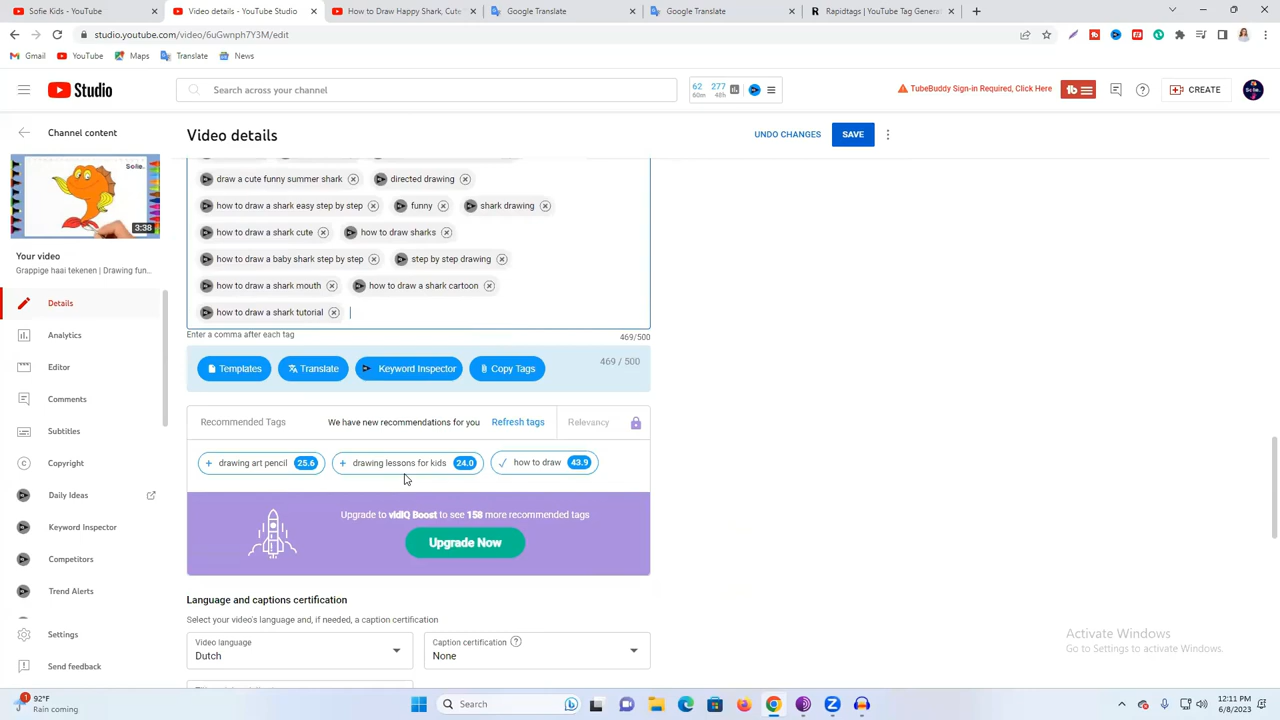 Sofie Kids - YouTube
Video details - YouTube Studio
How to Draw Happy Shark, Cute
Google Translate
Google Translate
Rapidtags | YouTube Tag Generat
studio.youtube.com/video/6uGwnph7Y3M/edit
Gmail YouTube Maps Translate News
Studio
Search across your channel
62 277
60m 48h
TubeBuddy Sign-in Required, Click Here
tb
CREATE
Channel content
Video details
UNDO CHANGES
SAVE
Sofie.
3:38
Your video
Grappige haai tekenen | Drawing fun...
Details
Analytics
Editor
Comments
Subtitles
Copyright
Daily Ideas
Keyword Inspector
Competitors
Trend Alerts
Settings
Send feedback
draw a cute funny summer shark directed drawing
how to draw a shark easy step by step funny shark drawing
how to draw a shark cute how to draw sharks
how to draw a baby shark step by step step by step drawing
how to draw a shark mouth how to draw a shark cartoon
how to draw a shark tutorial
Enter a comma after each tag
469/500
Templates Translate Keyword Inspector Copy Tags
469 / 500
Recommended Tags We have new recommendations for you Refresh tags Relevancy
drawing art pencil 25.6 drawing lessons for kids 24.0 how to draw 43.9
Upgrade to vidIQ Boost to see 158 more recommended tags
Upgrade Now
Language and captions certification
Select your video's language and, if needed, a caption certification
Video language
Dutch
Caption certification
None
Activate Windows
Go to Settings to activate Windows.
1
92°F
Rain coming
Search
12:11 PM
6/8/2023